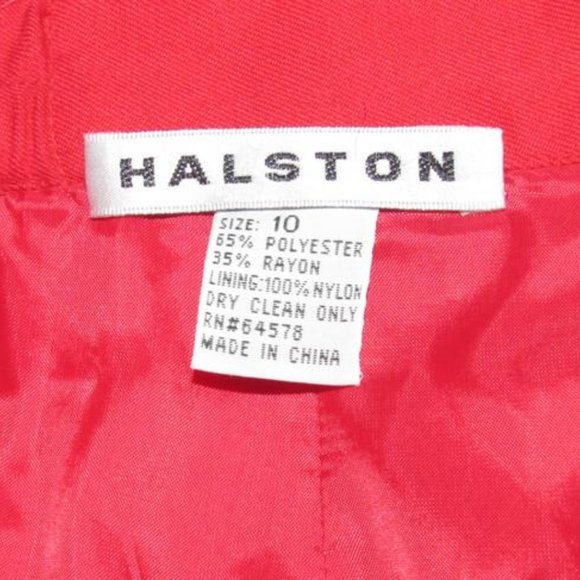 HALSTON
SIZE: 10
65% POLYESTER
35% RAYON
LINING:100% NYLON
DRY CLEAN ONLY
RN#64578
MADE IN CHINA